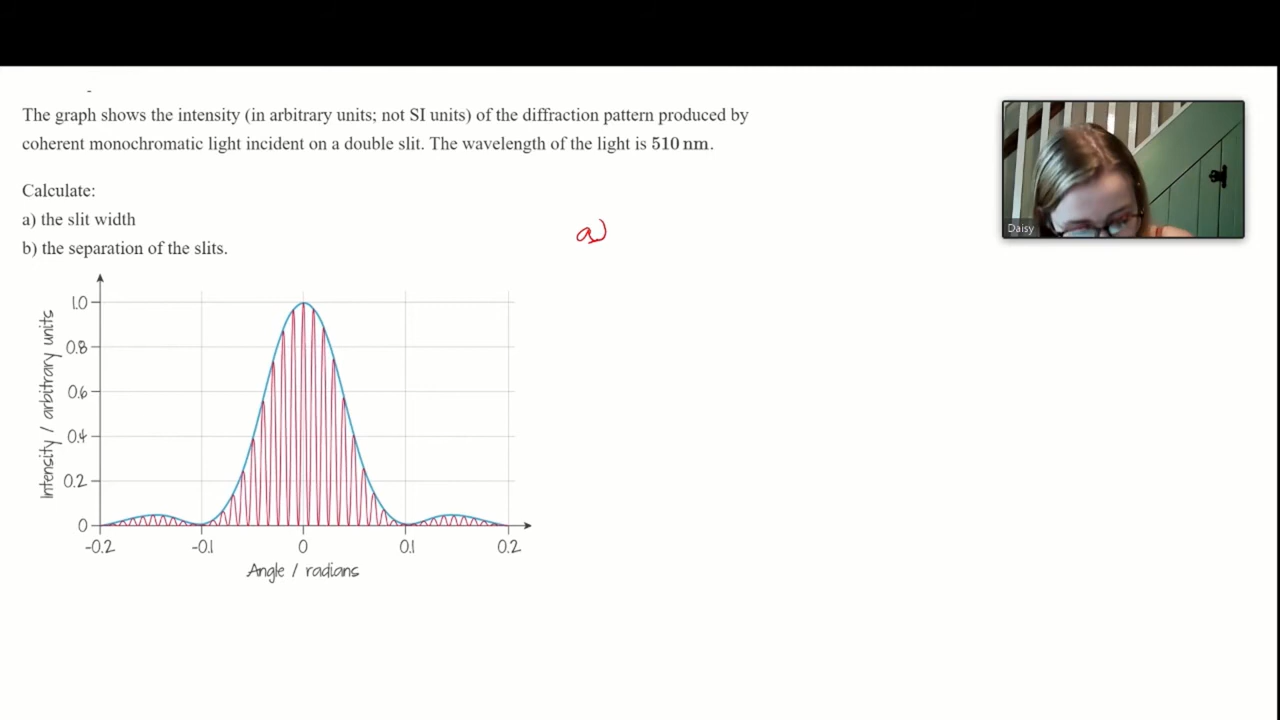 The graph shows the intensity (in arbitrary units; not SI units) of the diffraction pattern produced by
coherent monochromatic light incident on a double slit. The wavelength of the light is 510 nm.
Calculate:
a) the slit width
b) the separation of the slits.
a)
Daisy
Intensity / arbitrary units
1.0
0.8
0.6
0.4
0.2
0
-0.2
-0.1
0
0.1
0.2
Angle / radians